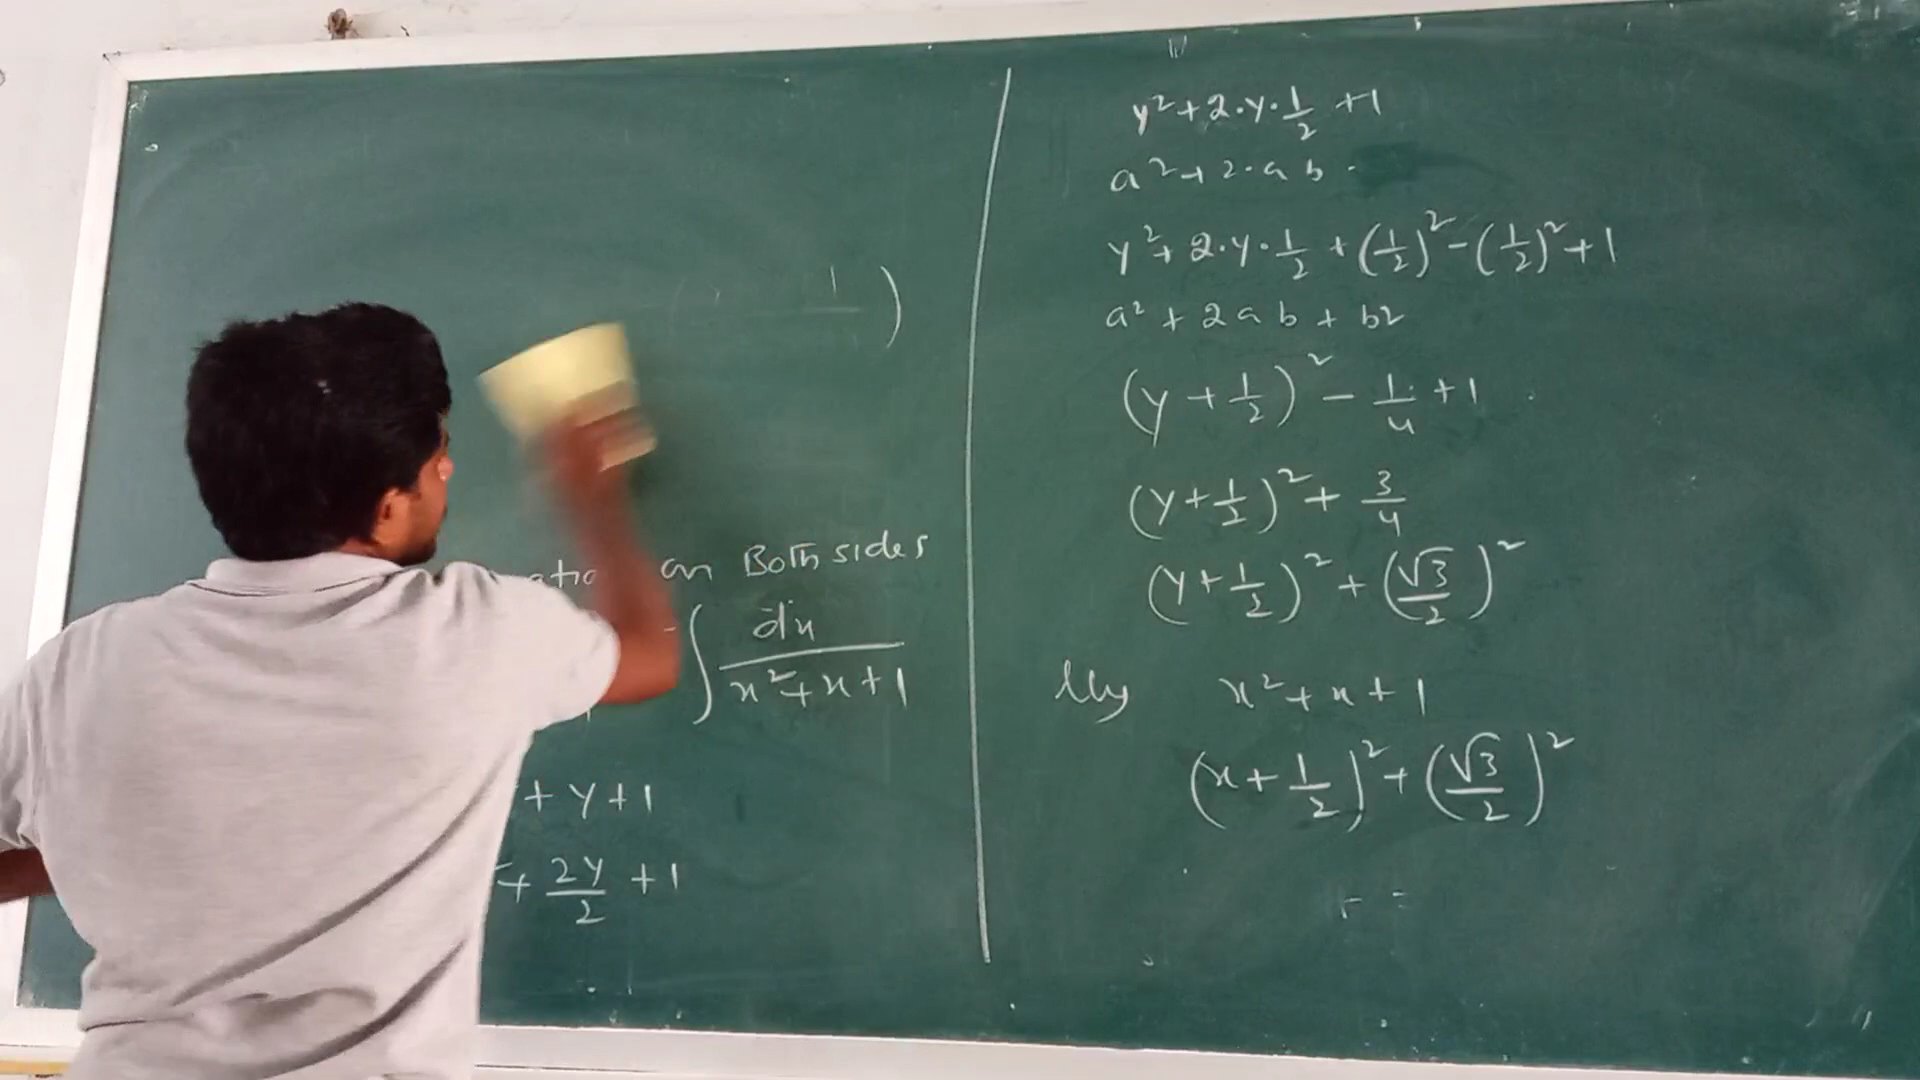 on Both sides
- ∫ dx / x² + x + 1
+ y + 1
+ 2y/2 + 1
y² + 2·y·1/2 + 1
a² + 2·a b ·
y² + 2·y·1/2 + (1/2)² - (1/2)² + 1
a² + 2 a b + b2
(y + 1/2)² - 1/4 + 1
(y + 1/2)² + 3/4
(y + 1/2)² + (√3/2)²
lly x² + x + 1
(x + 1/2)² + (√3/2)²